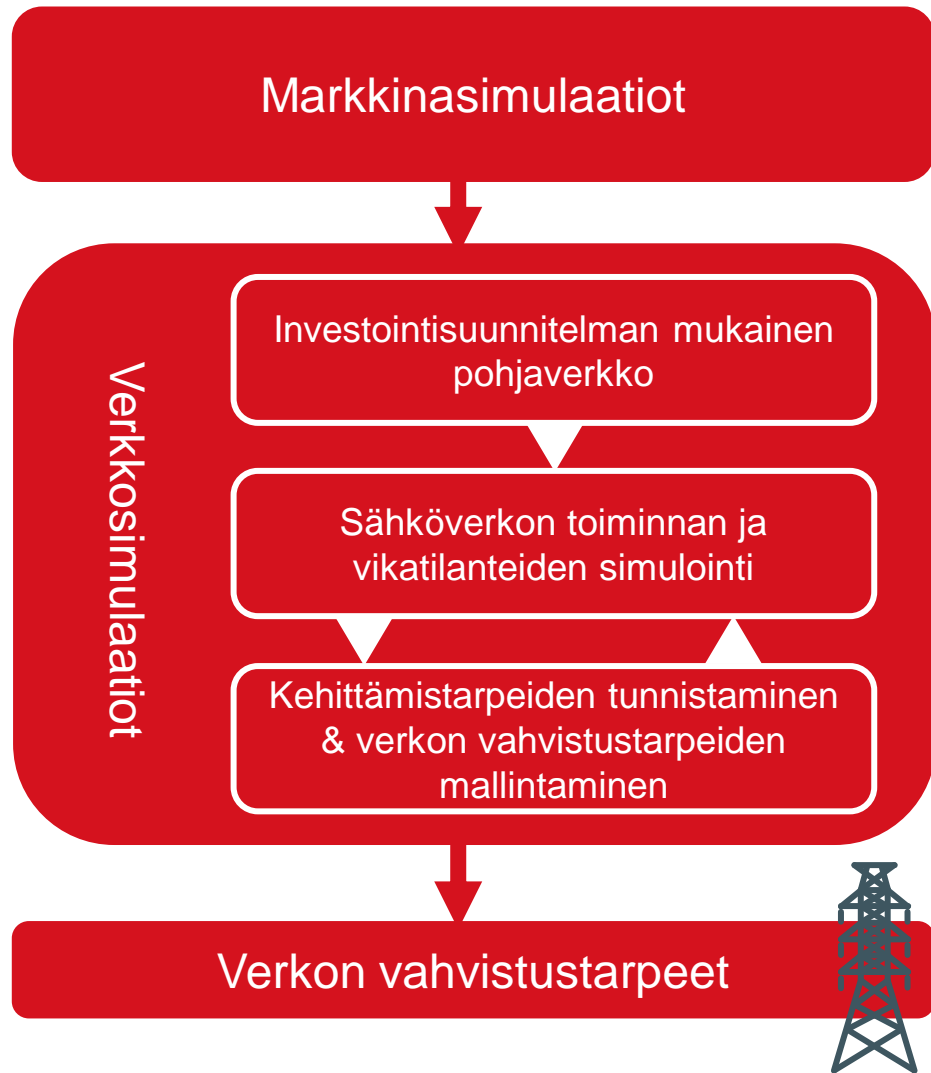 Markkinasimulaatiot
Verkkosimulaatiot
Investointisuunnitelman mukainen
pohjaverkko
Sähköverkon toiminnan ja
vikatilanteiden simulointi
Kehittämistarpeiden tunnistaminen
& verkon vahvistustarpeiden
mallintaminen
Verkon vahvistustarpeet